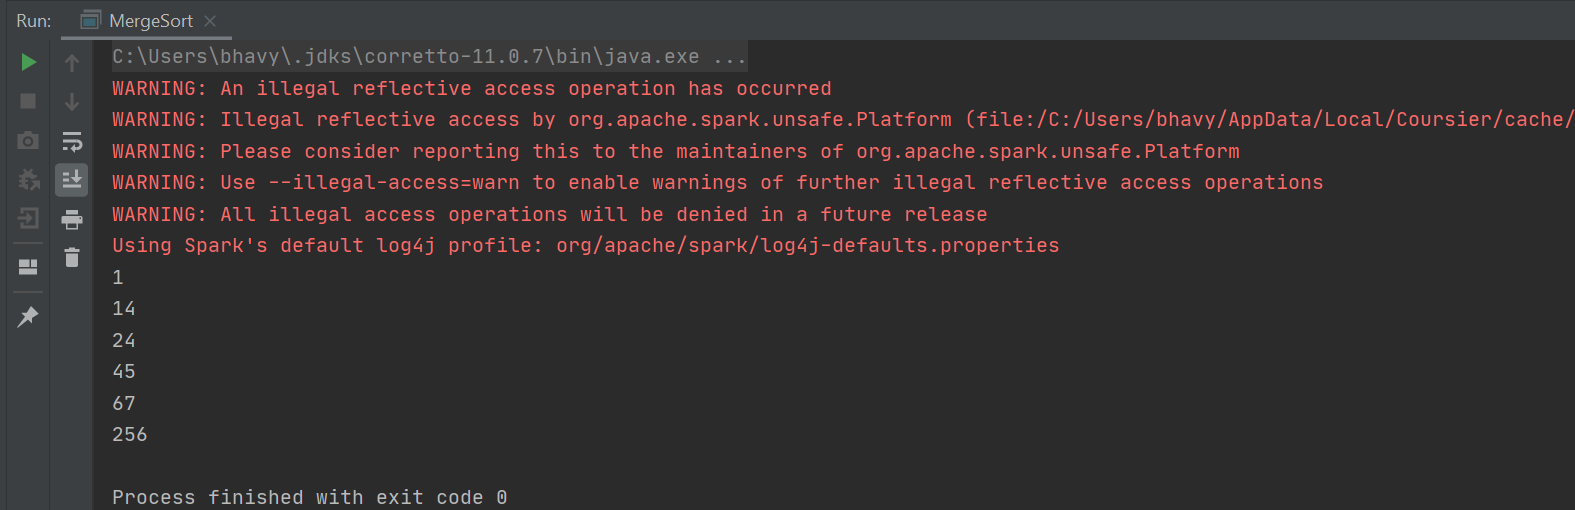 Run: MergeSort
C:\Users\bhavy\.jdks\corretto-11.0.7\bin\java.exe ...
WARNING: An illegal reflective access operation has occurred
WARNING: Illegal reflective access by org.apache.spark.unsafe.Platform (file:/C:/Users/bhavy/AppData/Local/Coursier/cache/
WARNING: Please consider reporting this to the maintainers of org.apache.spark.unsafe.Platform
WARNING: Use --illegal-access=warn to enable warnings of further illegal reflective access operations
WARNING: All illegal access operations will be denied in a future release
Using Spark's default log4j profile: org/apache/spark/log4j-defaults.properties
1
14
24
45
67
256
Process finished with exit code 0